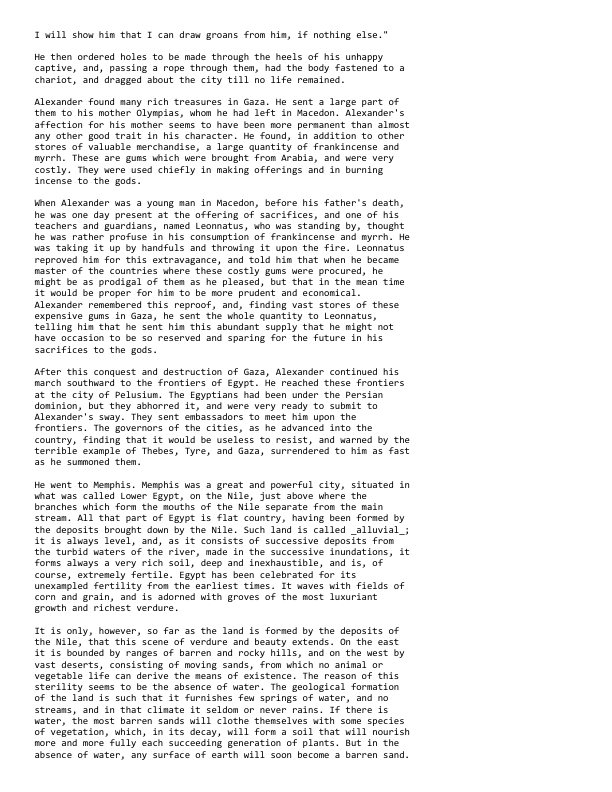 I will show him that I can draw groans from him, if nothing else."
He then ordered holes to be made through the heels of his unhappy
captive, and, passing a rope through them, had the body fastened to a
chariot, and dragged about the city till no life remained.
Alexander found many rich treasures in Gaza. He sent a large part of
them to his mother Olympias, whom he had left in Macedon. Alexander's
affection for his mother seems to have been more permanent than almost
any other good trait in his character. He found, in addition to other
stores of valuable merchandise, a large quantity of frankincense and
myrrh. These are gums which were brought from Arabia, and were very
costly. They were used chiefly in making offerings and in burning
incense to the gods.
When Alexander was a young man in Macedon, before his father's death,
he was one day present at the offering of sacrifices, and one of his
teachers and guardians, named Leonnatus, who was standing by, thought
he was rather profuse in his consumption of frankincense and myrrh. He
was taking it up by handfuls and throwing it upon the fire. Leonnatus
reproved him for this extravagance, and told him that when he became
master of the countries where these costly gums were procured, he
might be as prodigal of them as he pleased, but that in the mean time
it would be proper for him to be more prudent and economical.
Alexander remembered this reproof, and, finding vast stores of these
expensive gums in Gaza, he sent the whole quantity to Leonnatus,
telling him that he sent him this abundant supply that he might not
have occasion to be so reserved and sparing for the future in his
sacrifices to the gods.
After this conquest and destruction of Gaza, Alexander continued his
march southward to the frontiers of Egypt. He reached these frontiers
at the city of Pelusium. The Egyptians had been under the Persian
dominion, but they abhorred it, and were very ready to submit to
Alexander's sway. They sent embassadors to meet him upon the
frontiers. The governors of the cities, as he advanced into the
country, finding that it would be useless to resist, and warned by the
terrible example of Thebes, Tyre, and Gaza, surrendered to him as fast
as he summoned them.
He went to Memphis. Memphis was a great and powerful city, situated in
what was called Lower Egypt, on the Nile, just above where the
branches which form the mouths of the Nile separate from the main
stream. All that part of Egypt is flat country, having been formed by
the deposits brought down by the Nile. Such land is called _alluvial_;
it is always level, and, as it consists of successive deposits from
the turbid waters of the river, made in the successive inundations, it
forms always a very rich soil, deep and inexhaustible, and is, of
course, extremely fertile. Egypt has been celebrated for its
unexampled fertility from the earliest times. It waves with fields of
corn and grain, and is adorned with groves of the most luxuriant
growth and richest verdure.
It is only, however, so far as the land is formed by the deposits of
the Nile, that this scene of verdure and beauty extends. On the east
it is bounded by ranges of barren and rocky hills, and on the west by
vast deserts, consisting of moving sands, from which no animal or
vegetable life can derive the means of existence. The reason of this
sterility seems to be the absence of water. The geological formation
of the land is such that it furnishes few springs of water, and no
streams, and in that climate it seldom or never rains. If there is
water, the most barren sands will clothe themselves with some species
of vegetation, which, in its decay, will form a soil that will nourish
more and more fully each succeeding generation of plants. But in the
absence of water, any surface of earth will soon become a barren sand.